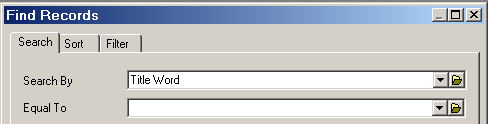 Find Records
Search Sort Filter
Search By Title Word
Equal To